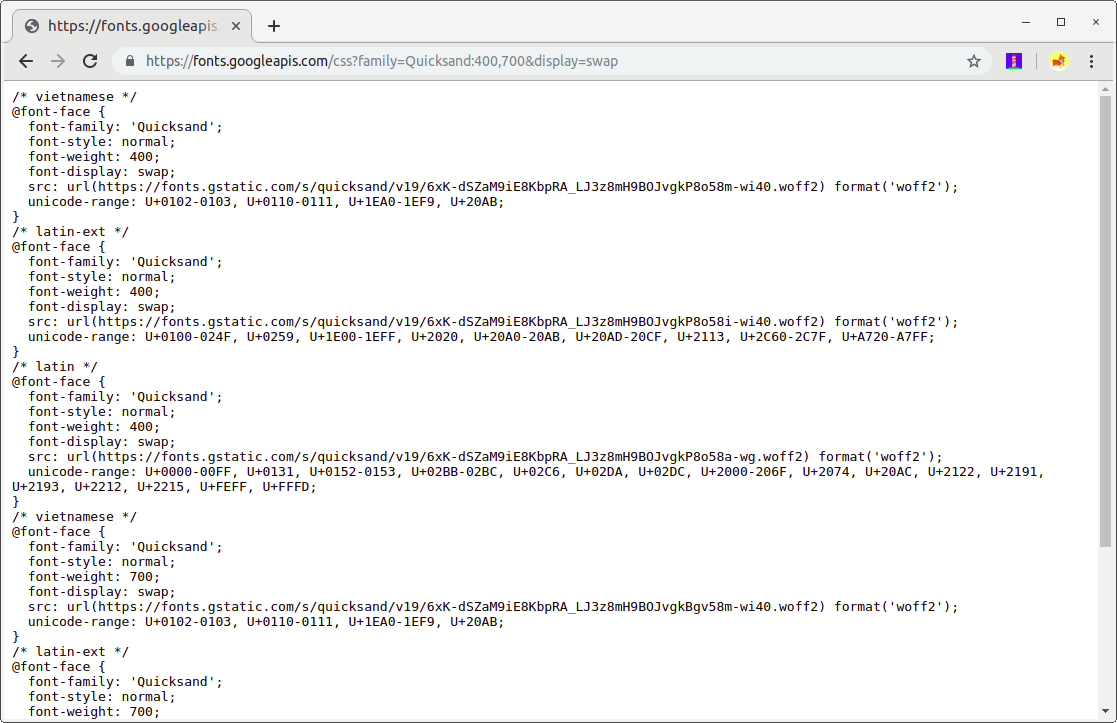 https://fonts.googleapis.
https://fonts.googleapis.com/css?family=Quicksand:400,700&display=swap
/* vietnamese */
@font-face {
  font-family: 'Quicksand';
  font-style: normal;
  font-weight: 400;
  font-display: swap;
  src: url(https://fonts.gstatic.com/s/quicksand/v19/6xK-dSZaM9iE8KbpRA_LJ3z8mH9BOJvgkP8o58m-wi40.woff2) format('woff2');
  unicode-range: U+0102-0103, U+0110-0111, U+1EA0-1EF9, U+20AB;
}
/* latin-ext */
@font-face {
  font-family: 'Quicksand';
  font-style: normal;
  font-weight: 400;
  font-display: swap;
  src: url(https://fonts.gstatic.com/s/quicksand/v19/6xK-dSZaM9iE8KbpRA_LJ3z8mH9BOJvgkP8o58i-wi40.woff2) format('woff2');
  unicode-range: U+0100-024F, U+0259, U+1E00-1EFF, U+2020, U+20A0-20AB, U+20AD-20CF, U+2113, U+2C60-2C7F, U+A720-A7FF;
}
/* latin */
@font-face {
  font-family: 'Quicksand';
  font-style: normal;
  font-weight: 400;
  font-display: swap;
  src: url(https://fonts.gstatic.com/s/quicksand/v19/6xK-dSZaM9iE8KbpRA_LJ3z8mH9BOJvgkP8o58a-wg.woff2) format('woff2');
  unicode-range: U+0000-00FF, U+0131, U+0152-0153, U+02BB-02BC, U+02C6, U+02DA, U+02DC, U+2000-206F, U+2074, U+20AC, U+2122, U+2191,
U+2193, U+2212, U+2215, U+FEFF, U+FFFD;
}
/* vietnamese */
@font-face {
  font-family: 'Quicksand';
  font-style: normal;
  font-weight: 700;
  font-display: swap;
  src: url(https://fonts.gstatic.com/s/quicksand/v19/6xK-dSZaM9iE8KbpRA_LJ3z8mH9BOJvgkBgv58m-wi40.woff2) format('woff2');
  unicode-range: U+0102-0103, U+0110-0111, U+1EA0-1EF9, U+20AB;
}
/* latin-ext */
@font-face {
  font-family: 'Quicksand';
  font-style: normal;
  font-weight: 700;